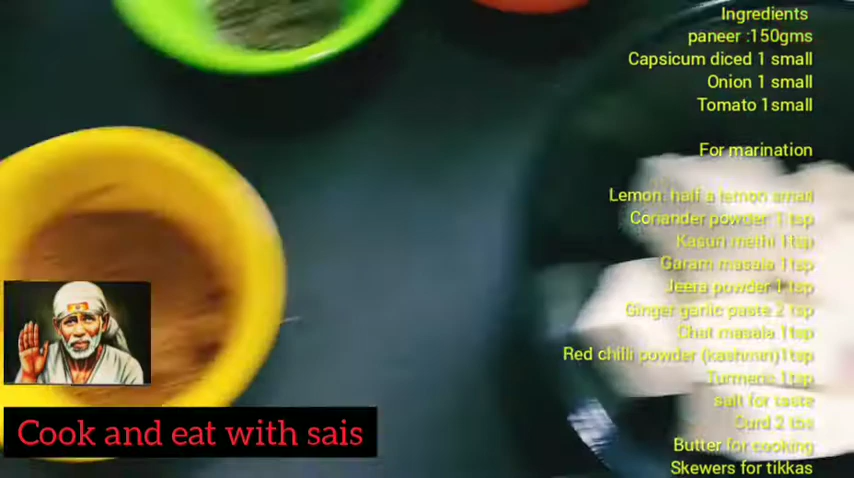 Ingredients
paneer :150gms
Capsicum diced 1 small
Onion 1 small
Tomato 1small
For marination
Lemon: half a lemon small
Coriander powder 1 tsp
Kasuri methi 1tsp
Garam masala 1tsp
Jeera powder 1 tsp
Ginger garlic paste 2 tsp
Chat masala 1tsp
Red chilli powder (kashmiri)1tsp
Turmeric 1tsp
salt for taste
Curd 2 tbs
Butter for cooking
Skewers for tikkas
Cook and eat with sais